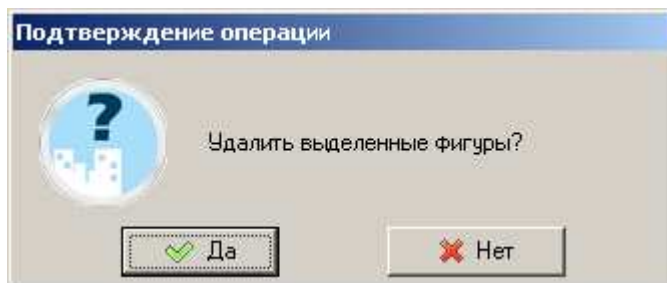 Подтверждение операции
?
Удалить выделенные фигуры?
Да
Нет